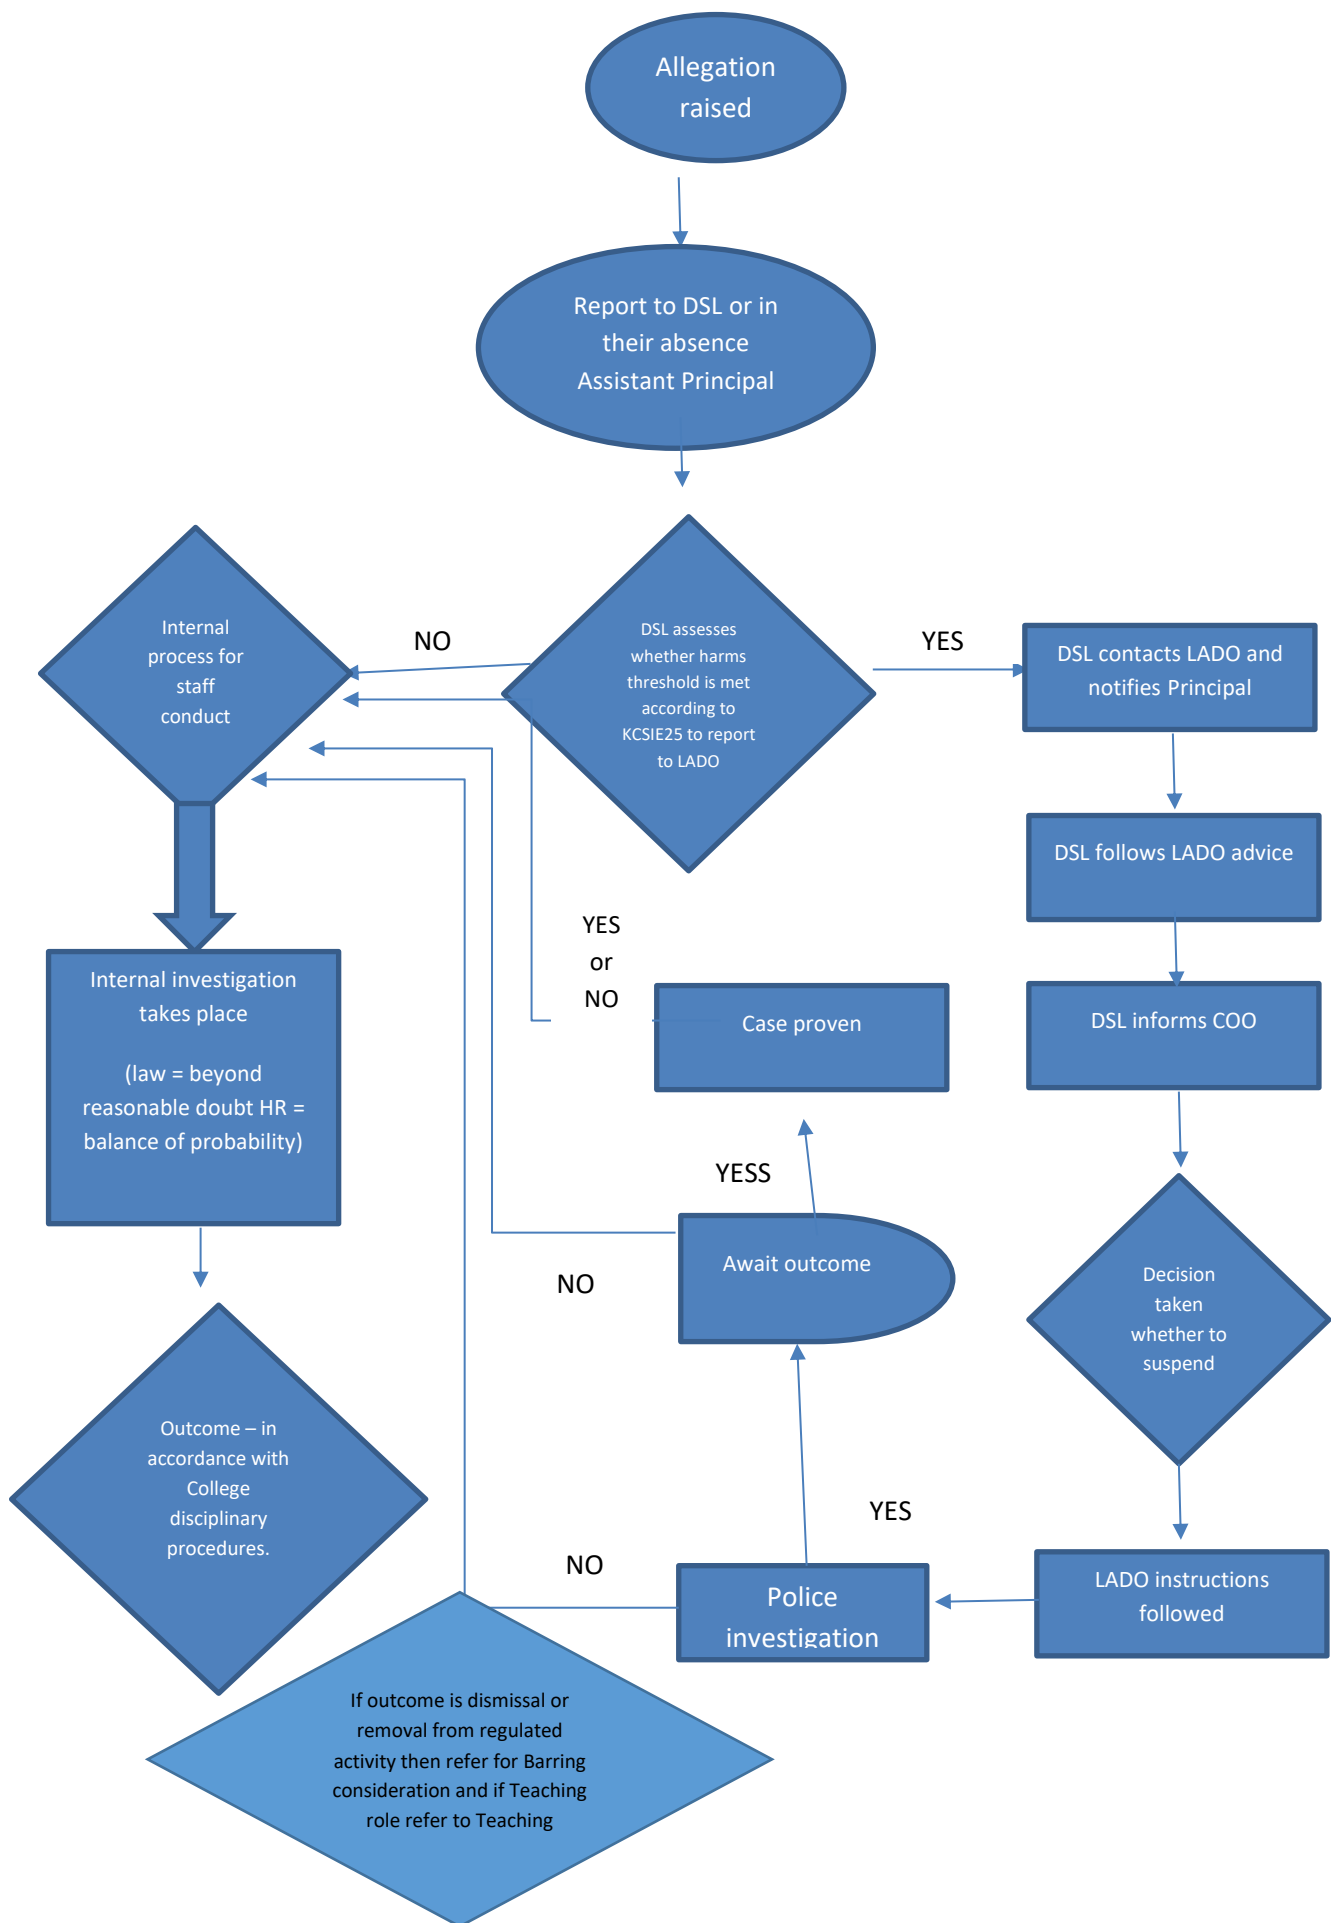 Allegation
raised
Report to DSL or in
their absence
Assistant Principal
Internal
process for
staff
conduct
NO
DSL assesses
whether harms
threshold is met
according to
KCSIE25 to report
to LADO
YES
DSL contacts LADO and
notifies Principal
DSL follows LADO advice
YES
or
NO
Internal investigation
takes place
(law = beyond
reasonable doubt HR =
balance of probability)
Case proven
DSL informs COO
YESS
Await outcome
NO
Decision
taken
whether to
suspend
Outcome – in
accordance with
College
disciplinary
procedures.
YES
NO
Police
investigation
LADO instructions
followed
If outcome is dismissal or
removal from regulated
activity then refer for Barring
consideration and if Teaching
role refer to Teaching